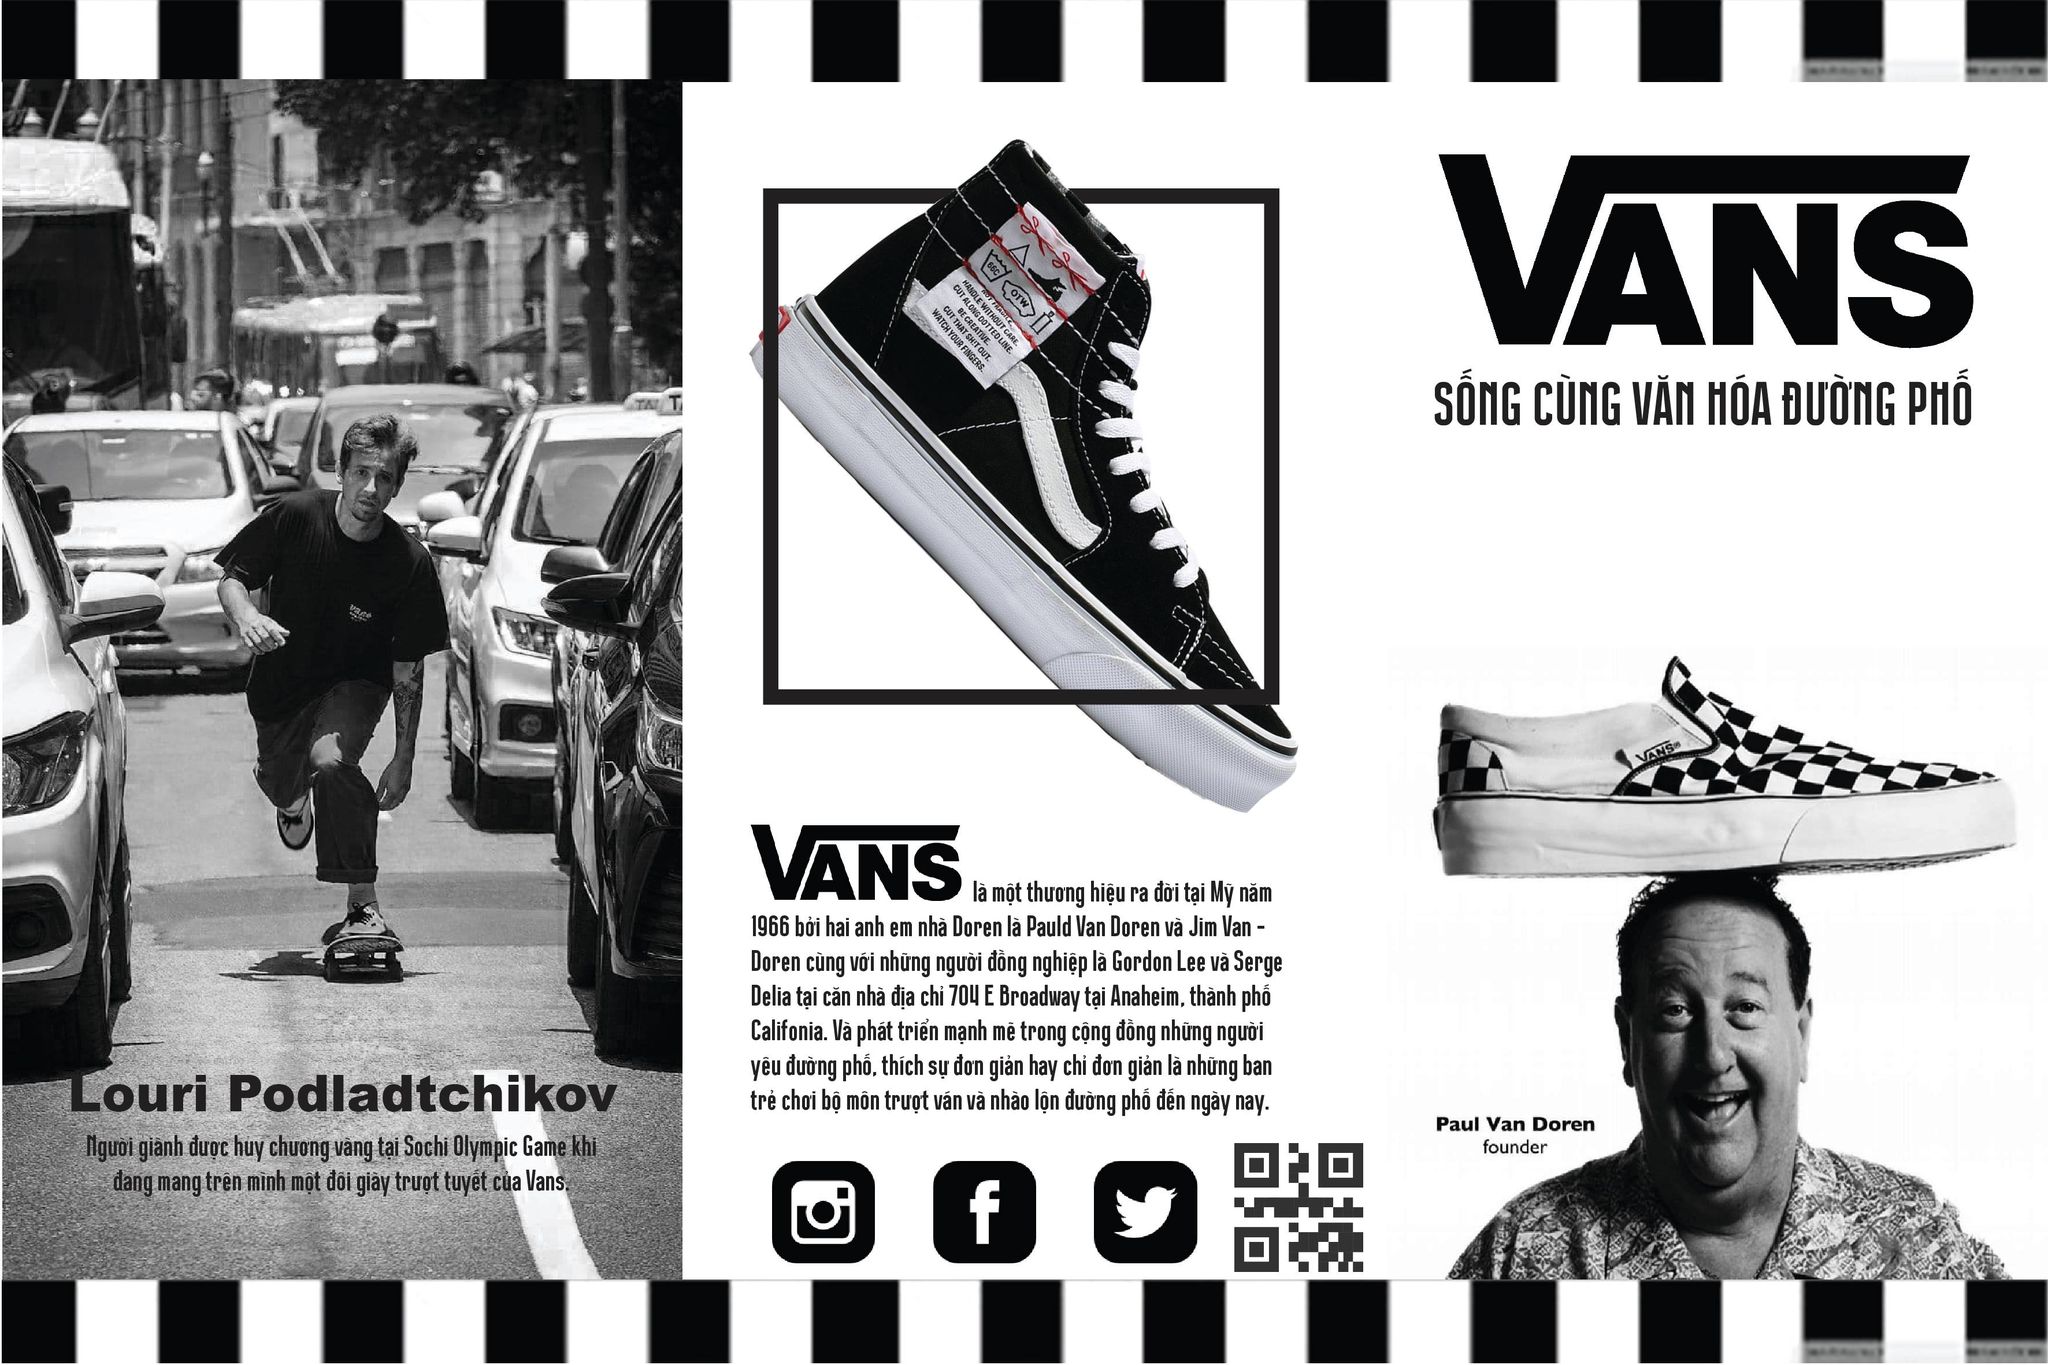 Louri Podladtchikov
Người giành được huy chương vàng tại Sochi Olympic Game khi
đang mang trên mình một đôi giày trượt tuyết của Vans.
66C
OTW
HANDLE WITHOUT CARE.
CUT ALONG DOTTED LINE.
BE CREATIVE.
CUT THAT SHIT OUT.
WATCH YOUR FINGERS.
VANS là một thương hiệu ra đời tại Mỹ năm
1966 bởi hai anh em nhà Doren là Pauld Van Doren và Jim Van -
Doren cùng với những người đồng nghiệp là Gordon Lee và Serge
Delia tại căn nhà địa chỉ 704 E Broadway tại Anaheim, thành phố
Califonia. Và phát triển mạnh mẽ trong cộng đồng những người
yêu đường phố, thích sự đơn giản hay chỉ đơn giản là những bạn
trẻ chơi bộ môn trượt ván và nhào lộn đường phố đến ngày nay.
VANS
SỐNG CÙNG VĂN HÓA ĐƯỜNG PHỐ
VANS
Paul Van Doren
founder